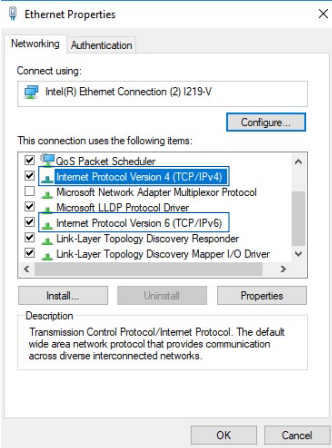 Ethernet Properties
Networking
Authentication
Connect using:
Intel(R) Ethernet Connection (2) I219-V
Configure...
This connection uses the following items:
QoS Packet Scheduler
Internet Protocol Version 4 (TCP/IPv4)
Microsoft Network Adapter Multiplexor Protocol
Microsoft LLDP Protocol Driver
Internet Protocol Version 6 (TCP/IPv6)
Link-Layer Topology Discovery Responder
Link-Layer Topology Discovery Mapper I/O Driver
Install... Uninstall Properties
Description
Transmission Control Protocol/Internet Protocol. The default
wide area network protocol that provides communication
across diverse interconnected networks.
OK Cancel